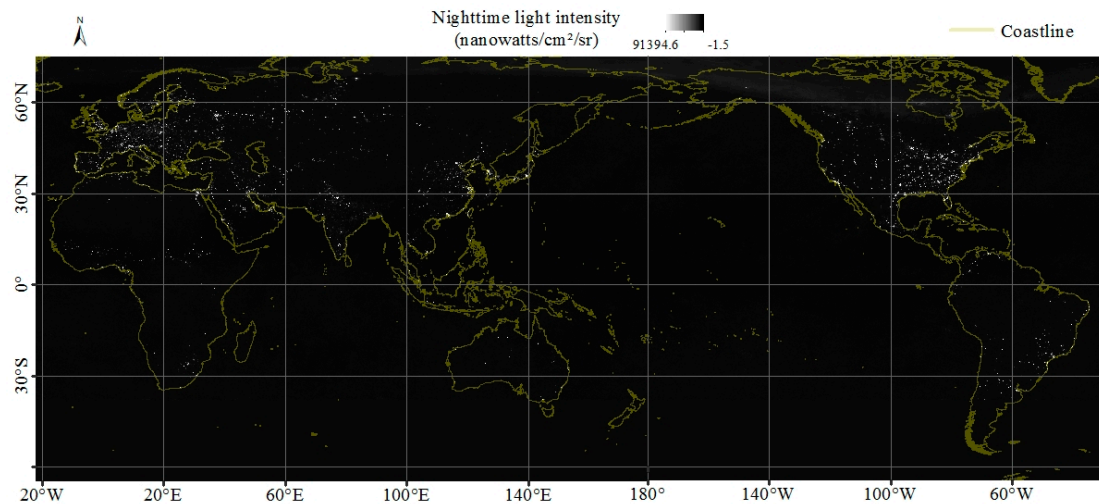 N
Nighttime light intensity
(nanowatts/cm²/sr)
91394.6 -1.5
Coastline
60°N
30°N
0°
30°S
20°W 20°E 60°E 100°E 140°E 180° 140°W 100°W 60°W